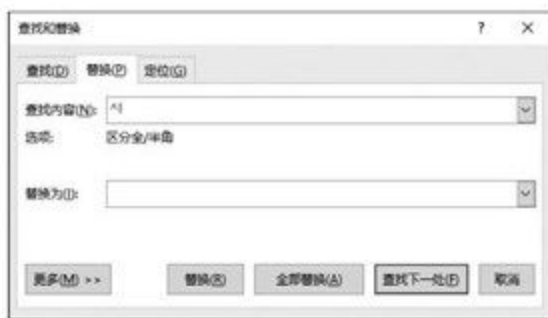 查找和替换 ? ×
查找(D) 替换(P) 定位(G)
查找内容(N): ^l
选项: 区分全/半角
替换为(I):
更多(M) >> 替换(R) 全部替换(A) 查找下一处(F) 取消